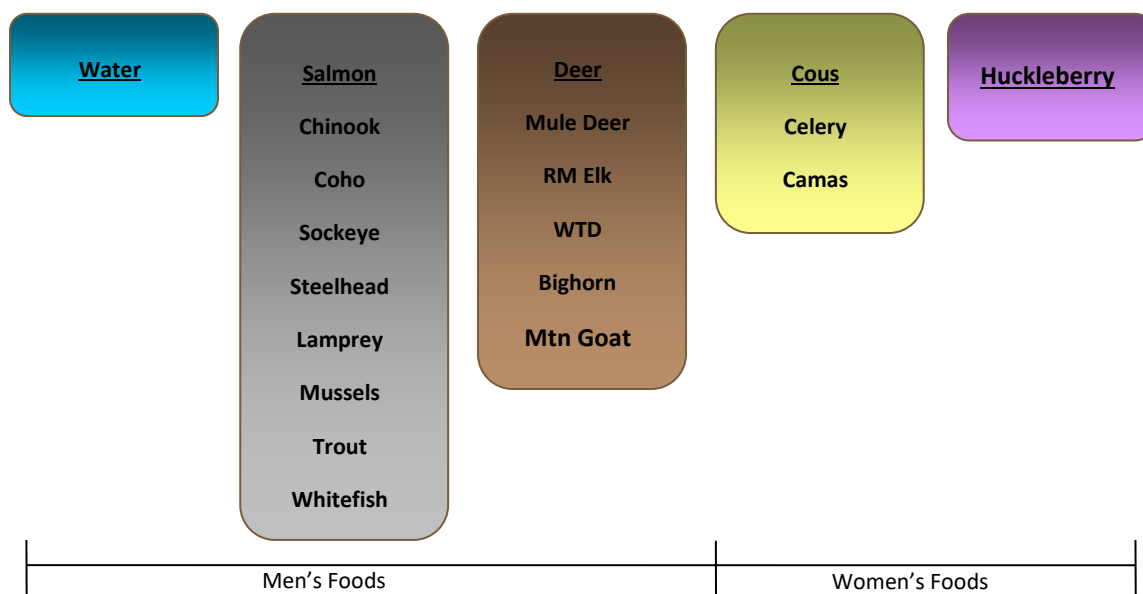 Water
Salmon
Chinook
Coho
Sockeye
Steelhead
Lamprey
Mussels
Trout
Whitefish
Deer
Mule Deer
RM Elk
WTD
Bighorn
Mtn Goat
Cous
Celery
Camas
Huckleberry
Men’s Foods
Women’s Foods